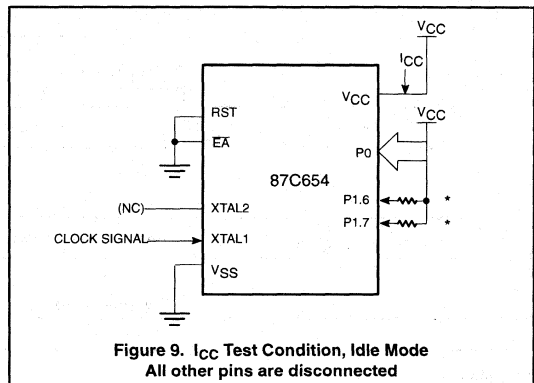 VCC
ICC
VCC
VCC
RST
EA
P0
87C654
(NC)
XTAL2
P1.6
*
CLOCK SIGNAL
XTAL1
P1.7
*
VSS
Figure 9. ICC Test Condition, Idle Mode
All other pins are disconnected